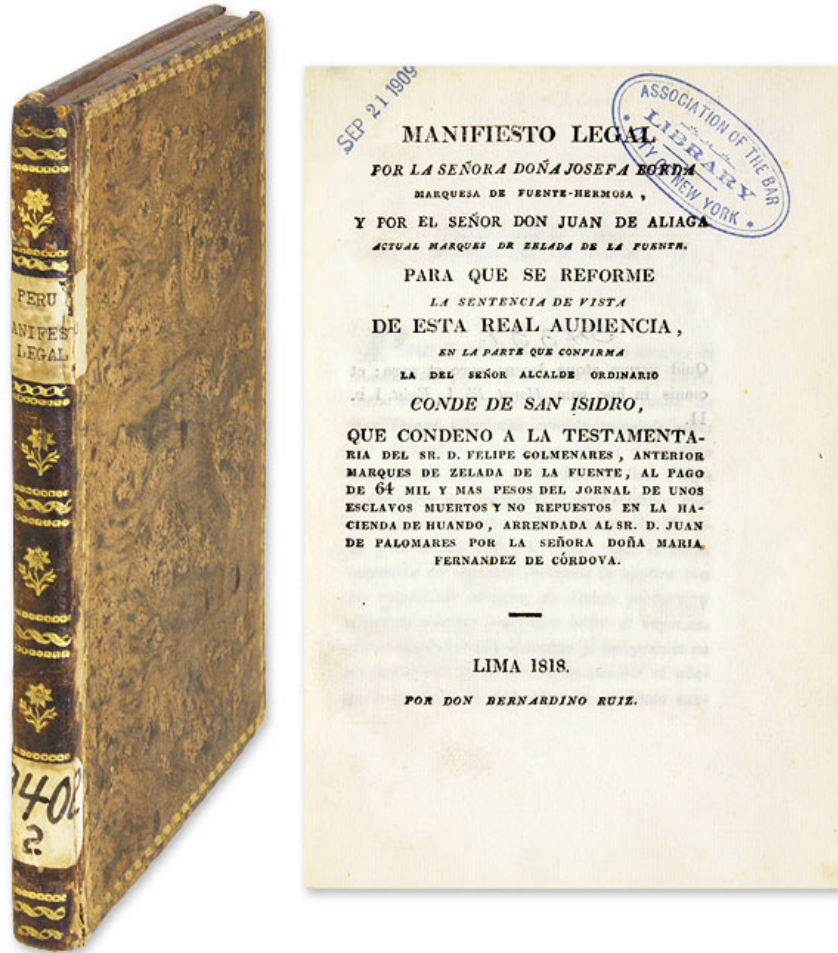 PERU
ANIFEST
LEGAL
2
SEP 21 1909
ASSOCIATION OF THE BAR
LIBRARY
CITY OF NEW YORK
MANIFIESTO LEGAL
POR LA SEÑORA DOÑA JOSEFA BORDA
MARQUESA DE FUENTE-HERMOSA ,
Y POR EL SEÑOR DON JUAN DE ALIAGA
ACTUAL MARQUES DR ZELADA DE LA FUENTE.
PARA QUE SE REFORME
LA SENTENCIA DE VISTA
DE ESTA REAL AUDIENCIA ,
EN LA PARTE QUE CONFIRMA
LA DEL SEÑOR ALCALDE ORDINARIO
CONDE DE SAN ISIDRO,
QUE CONDENO A LA TESTAMENTA-
RIA DEL SR. D. FELIPE GOLMENARES , ANTERIOR
MARQUES DE ZELADA DE LA FUENTE, AL PAGO
DE 64 MIL Y MAS PESOS DEL JORNAL DE UNOS
ESCLAVOS MUERTOS Y NO REPUESTOS EN LA HA-
CIENDA DE HUANDO , ARRENDADA AL SR. D. JUAN
DE PALOMARES POR LA SEÑORA DOÑA MARIA
FERNANDEZ DE CÓRDOVA.
LIMA 1818.
POR DON BERNARDINO RUIZ.